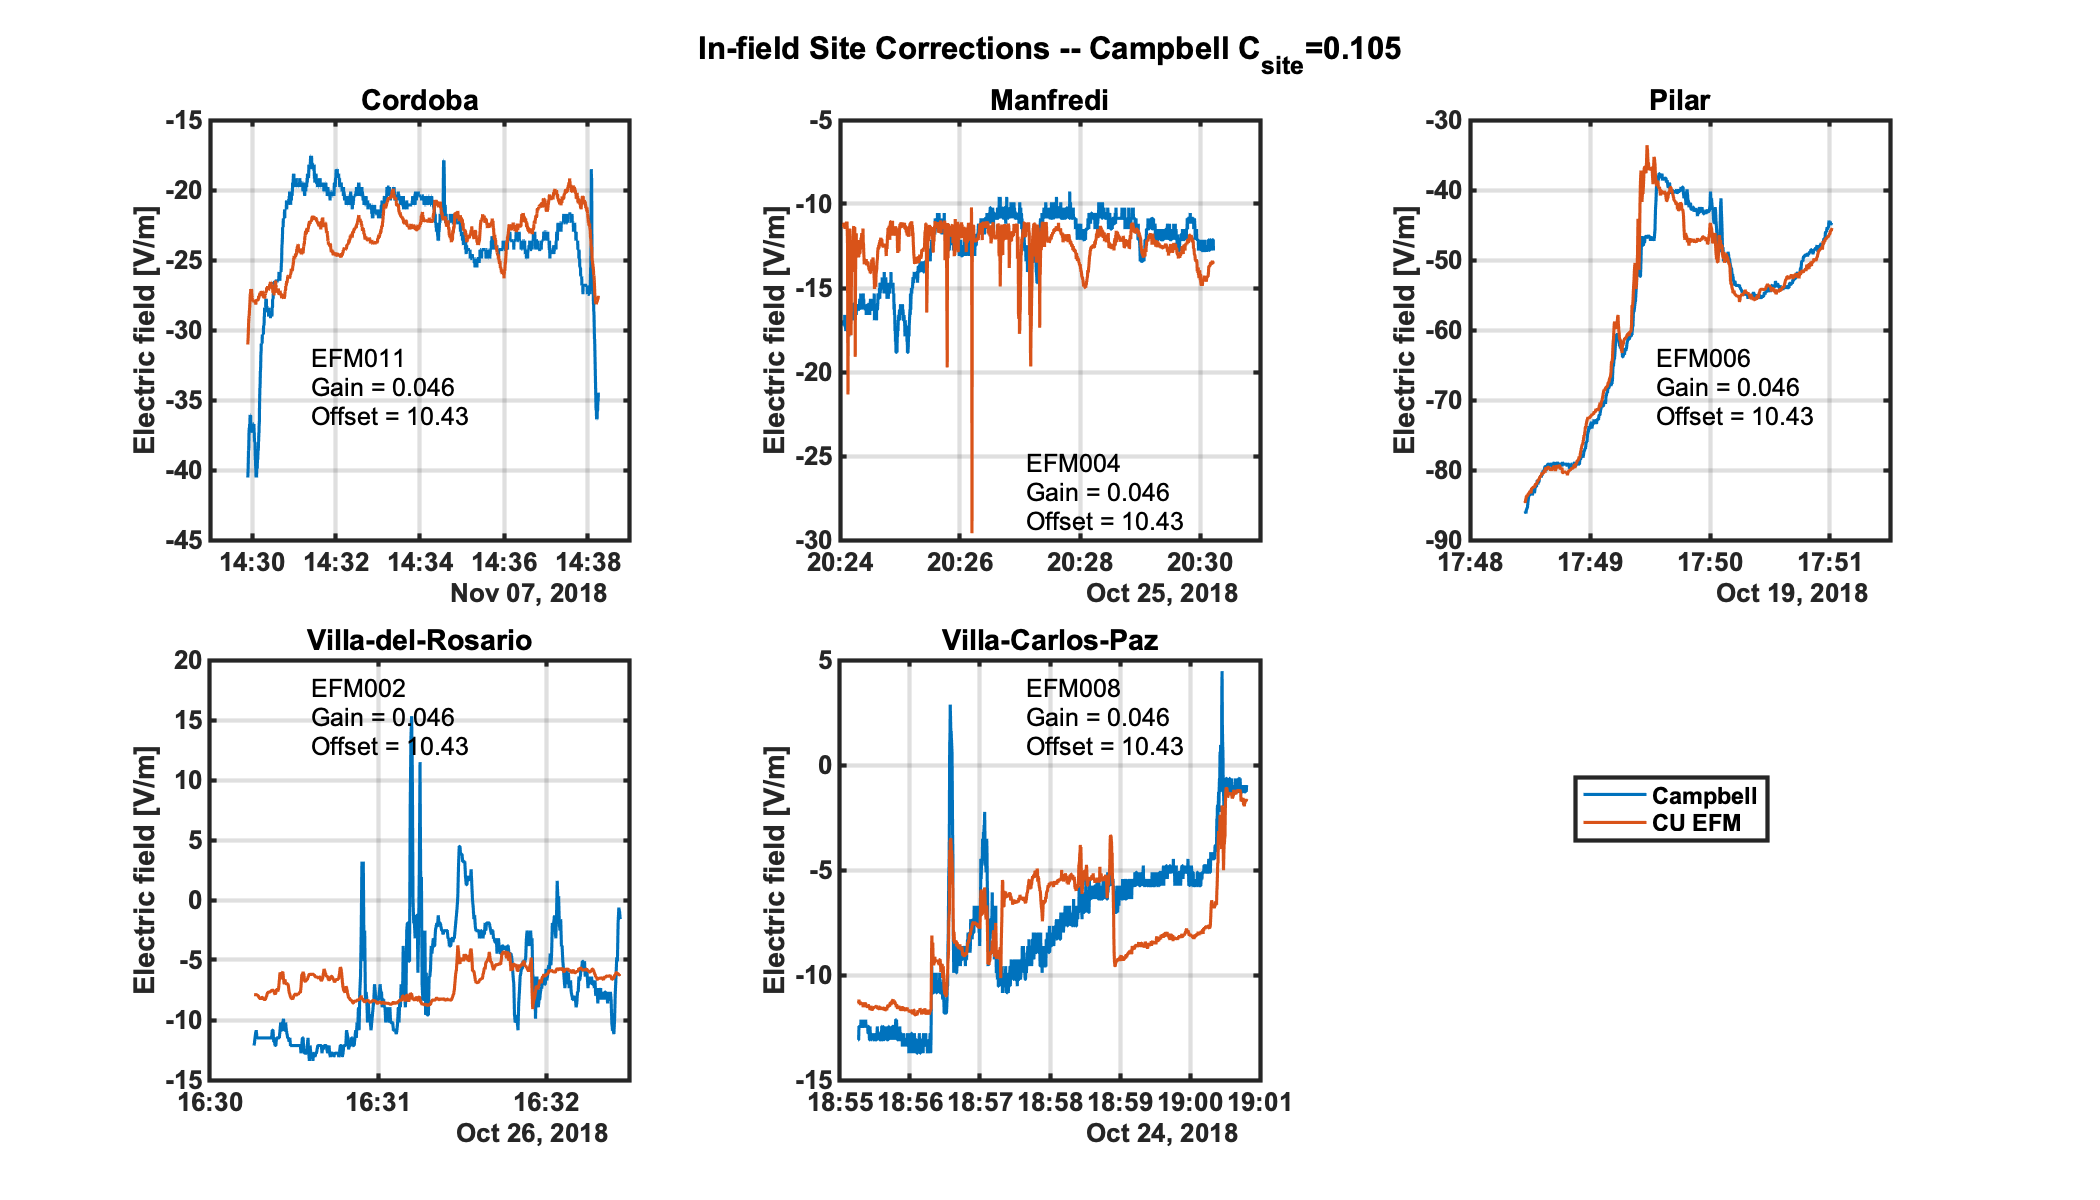 In-field Site Corrections -- Campbell Csite=0.105
Cordoba
Electric field [V/m]
-15
-20
-25
-30
-35
-40
-45
EFM011
Gain = 0.046
Offset = 10.43
14:30 14:32 14:34 14:36 14:38
Nov 07, 2018
Manfredi
Electric field [V/m]
-5
-10
-15
-20
-25
-30
EFM004
Gain = 0.046
Offset = 10.43
20:24 20:26 20:28 20:30
Oct 25, 2018
Pilar
Electric field [V/m]
-30
-40
-50
-60
-70
-80
-90
EFM006
Gain = 0.046
Offset = 10.43
17:48 17:49 17:50 17:51
Oct 19, 2018
Villa-del-Rosario
Electric field [V/m]
20
15
10
5
0
-5
-10
-15
EFM002
Gain = 0.046
Offset = 10.43
16:30 16:31 16:32
Oct 26, 2018
Villa-Carlos-Paz
Electric field [V/m]
5
0
-5
-10
-15
EFM008
Gain = 0.046
Offset = 10.43
18:55 18:56 18:57 18:58 18:59 19:00 19:01
Oct 24, 2018
Campbell
CU EFM